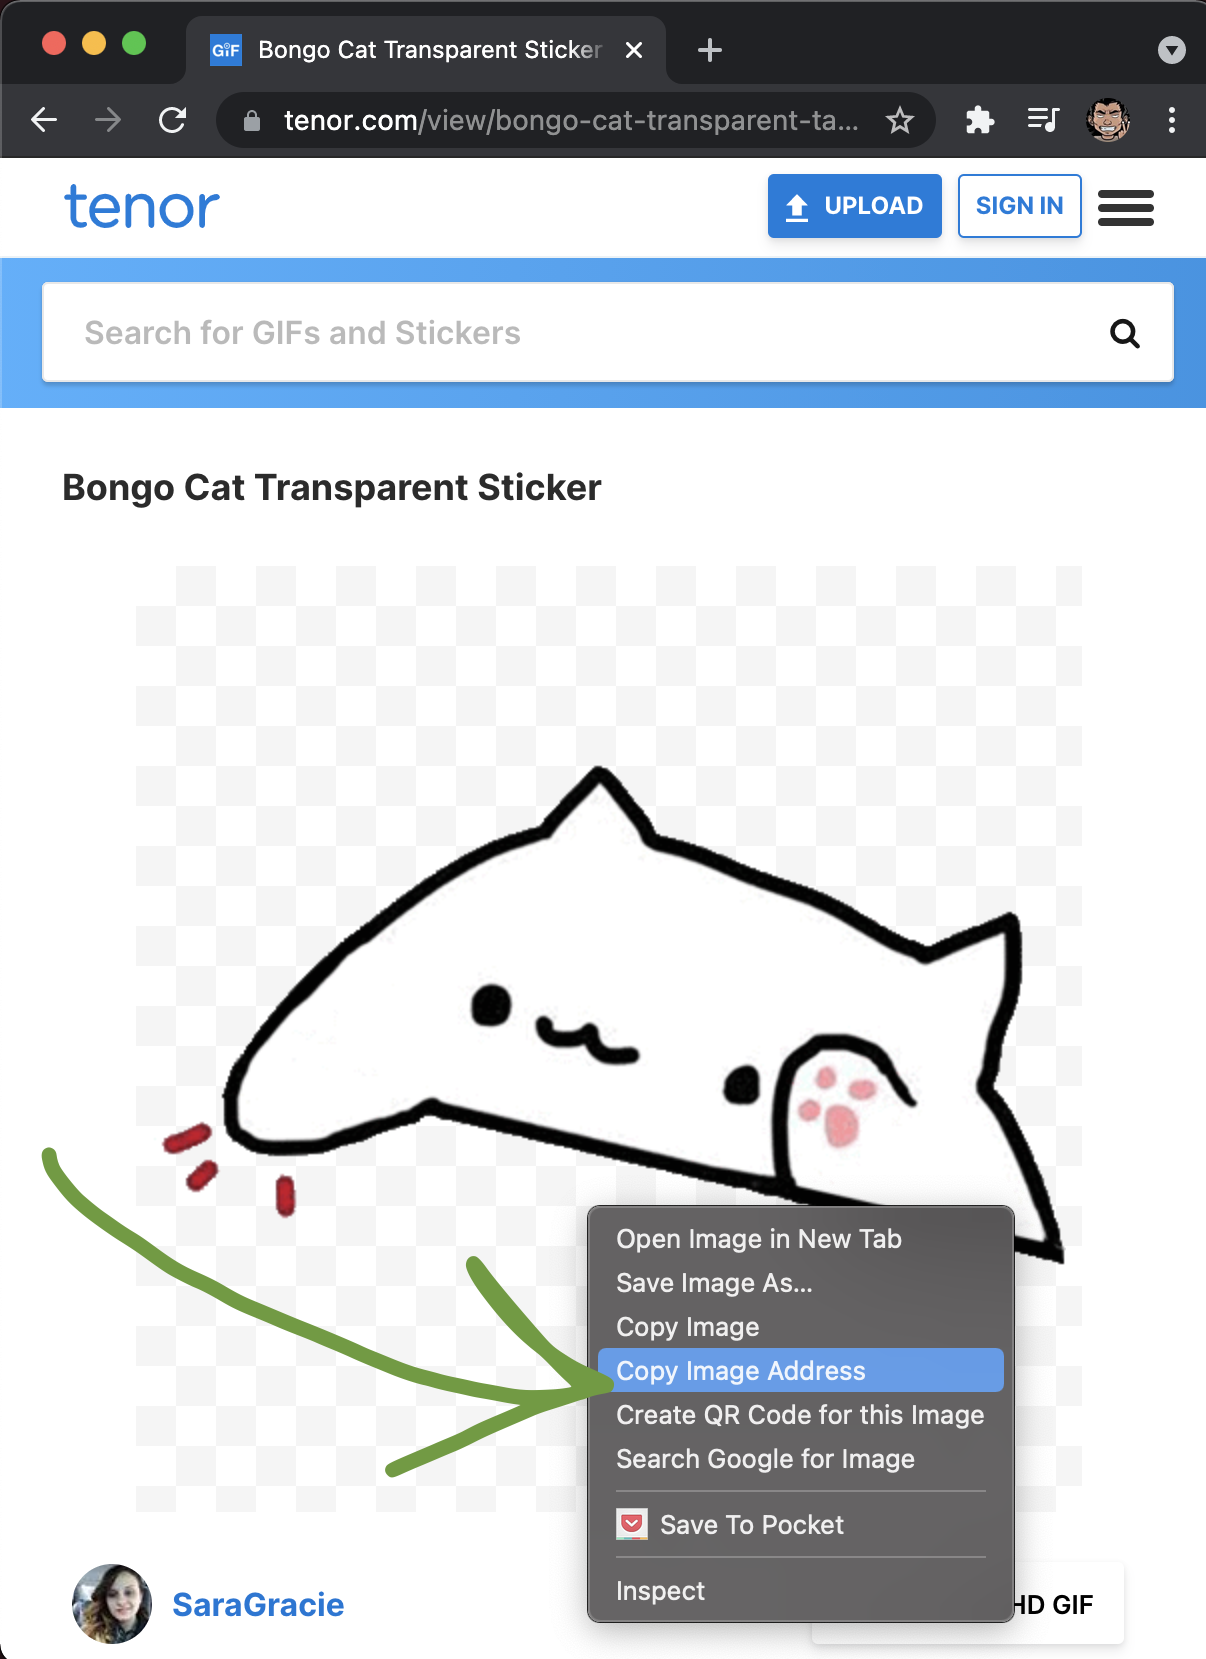 GIF
Bongo Cat Transparent Sticker
tenor.com/view/bongo-cat-transparent-ta...
tenor
UPLOAD
SIGN IN
Search for GIFs and Stickers
Bongo Cat Transparent Sticker
Open Image in New Tab
Save Image As...
Copy Image
Copy Image Address
Create QR Code for this Image
Search Google for Image
Save To Pocket
Inspect
SaraGracie
HD GIF